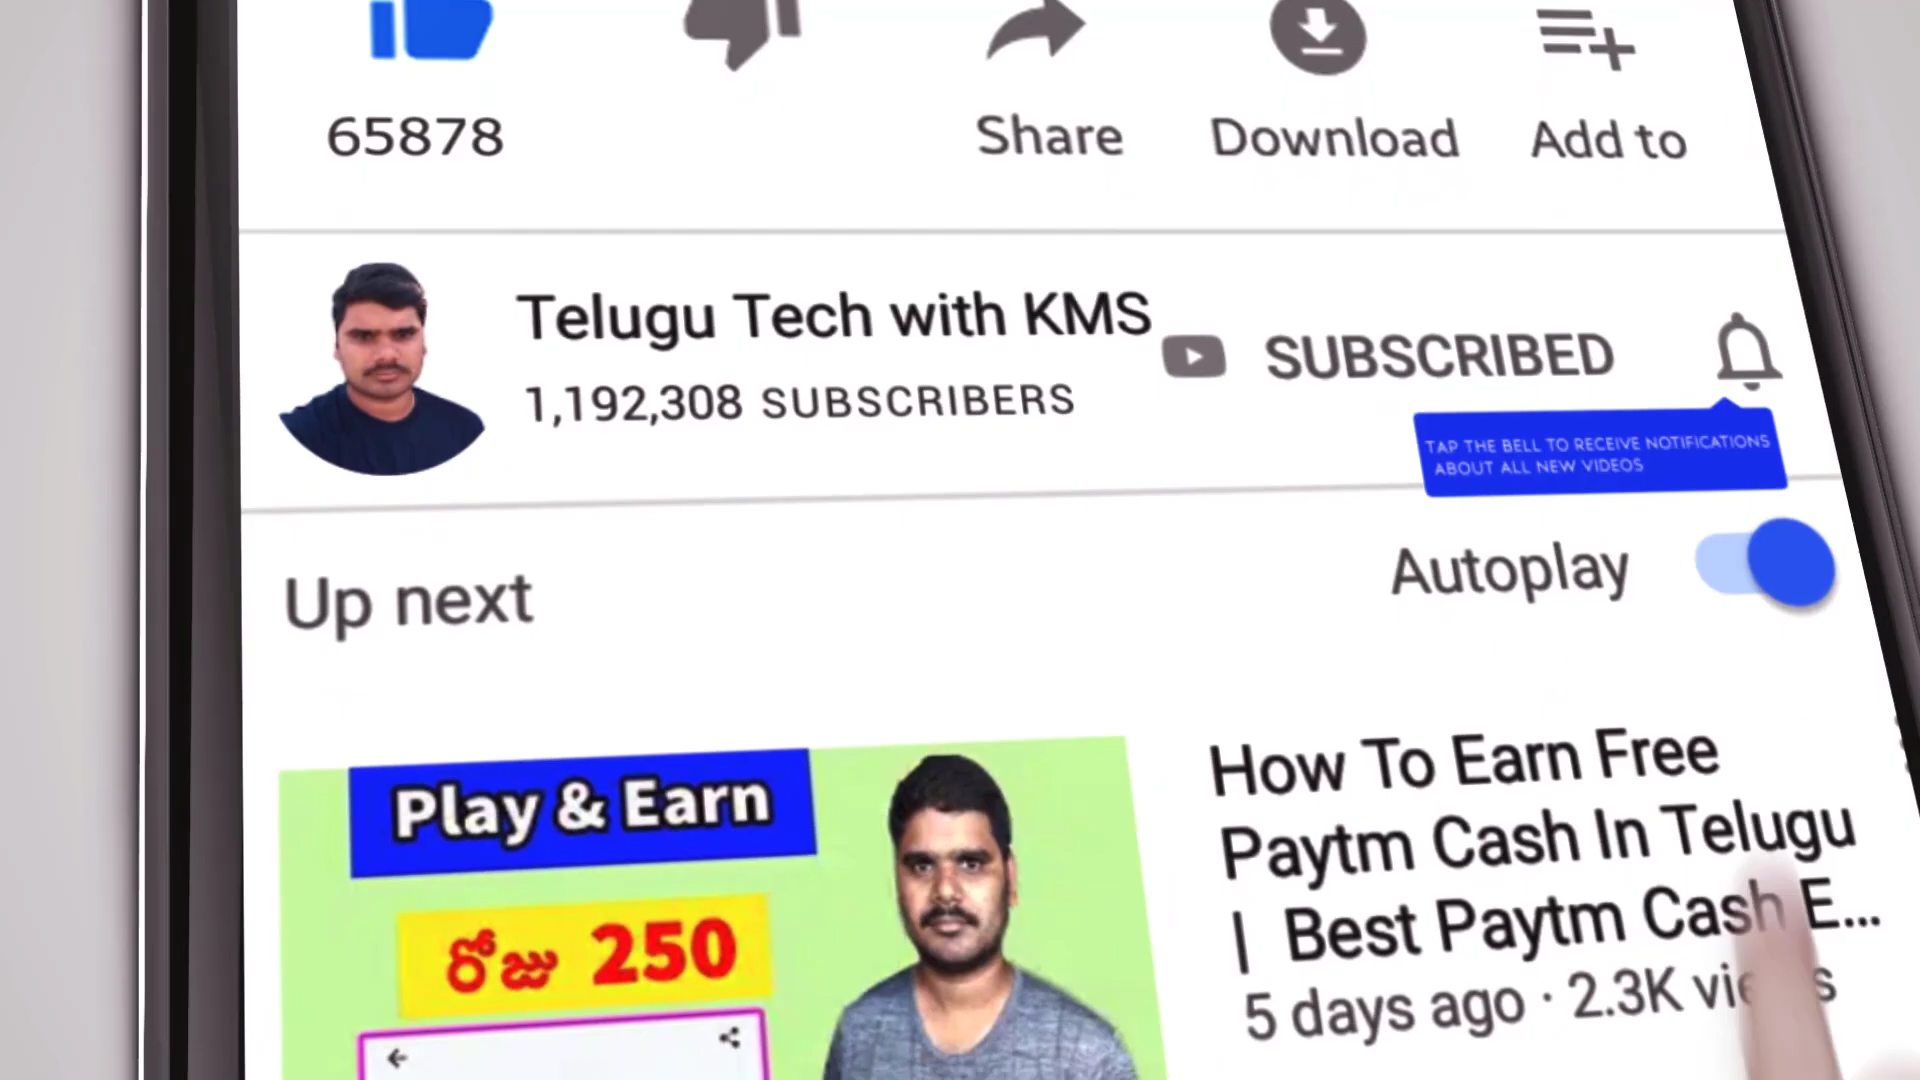 65878
Share
Download
Add to
Telugu Tech with KMS
1,192,308 SUBSCRIBERS
SUBSCRIBED
TAP THE BELL TO RECEIVE NOTIFICATIONS
ABOUT ALL NEW VIDEOS
Up next
Autoplay
Play & Earn
రోజు 250
How To Earn Free
Paytm Cash In Telugu
| Best Paytm Cash E...
5 days ago · 2.3K views